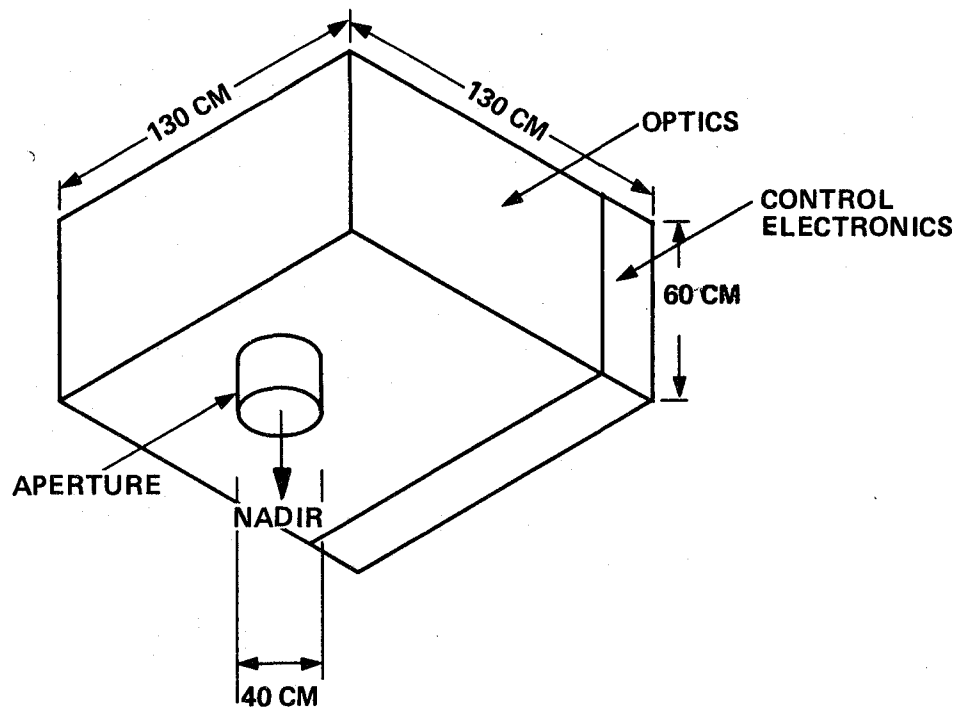 130 CM
130 CM
OPTICS
CONTROL
ELECTRONICS
60 CM
APERTURE
NADIR
40 CM